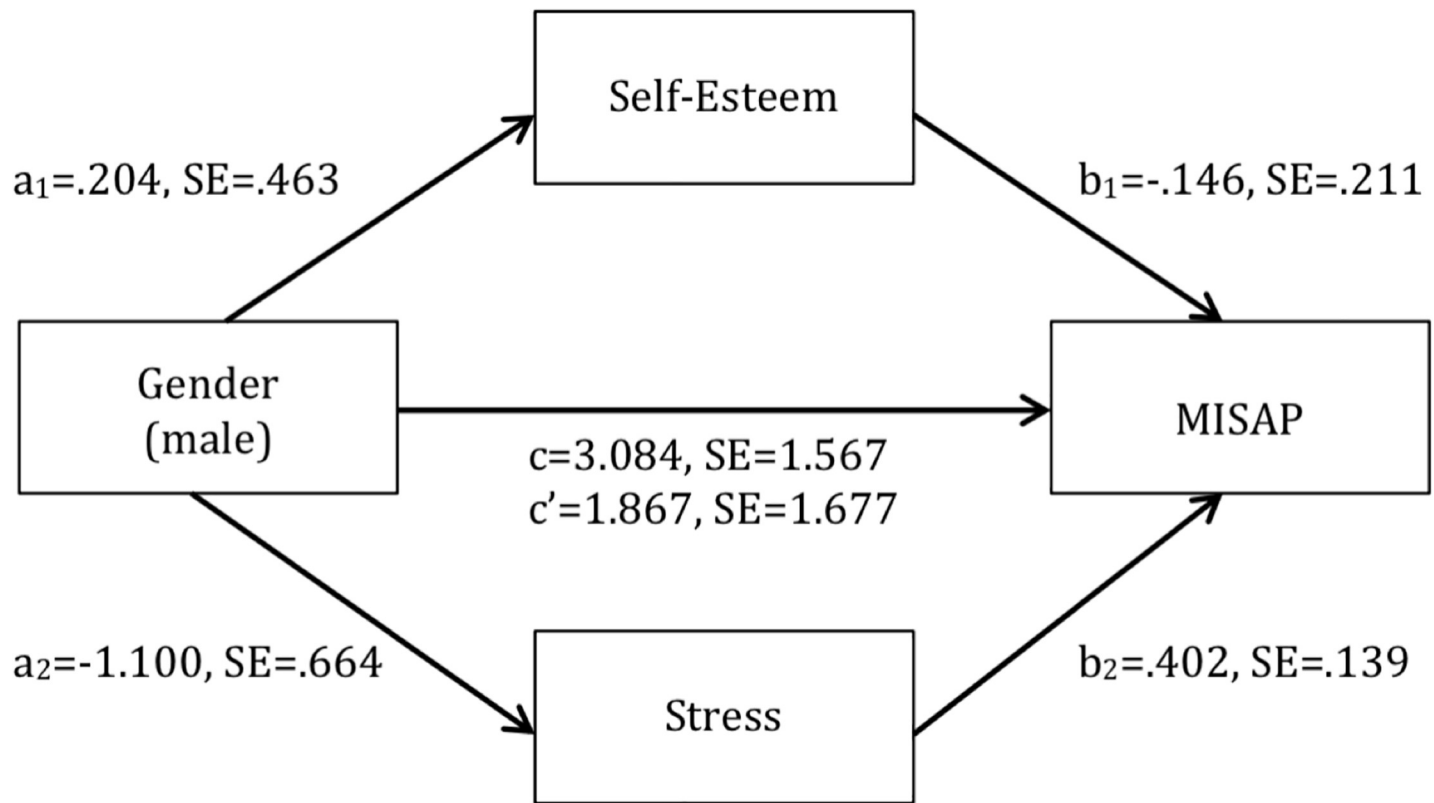 Self-Esteem
a₁=.204, SE=.463
b₁=-.146, SE=.211
Gender
(male)
MISAP
c=3.084, SE=1.567
c’=1.867, SE=1.677
a₂=-1.100, SE=.664
b₂=.402, SE=.139
Stress